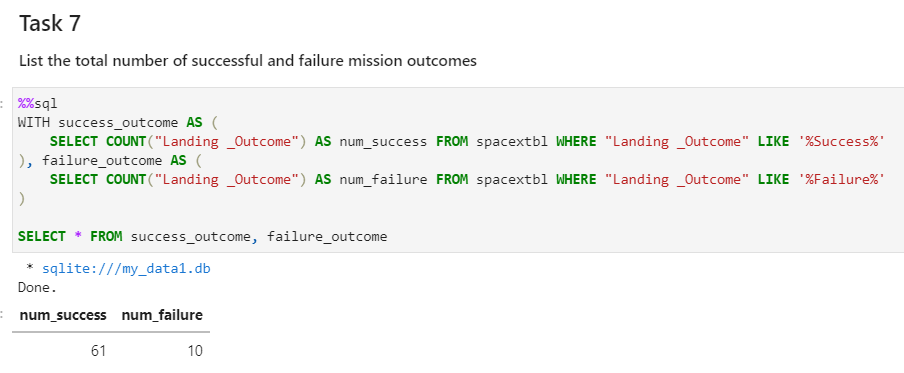 Task 7
List the total number of successful and failure mission outcomes
:
%%sql
WITH success_outcome AS (
    SELECT COUNT("Landing _Outcome") AS num_success FROM spacextbl WHERE "Landing _Outcome" LIKE '%Success%'
), failure_outcome AS (
    SELECT COUNT("Landing _Outcome") AS num_failure FROM spacextbl WHERE "Landing _Outcome" LIKE '%Failure%'
)
SELECT * FROM success_outcome, failure_outcome
* sqlite:///my_data1.db
Done.
:
num_success num_failure
61 10